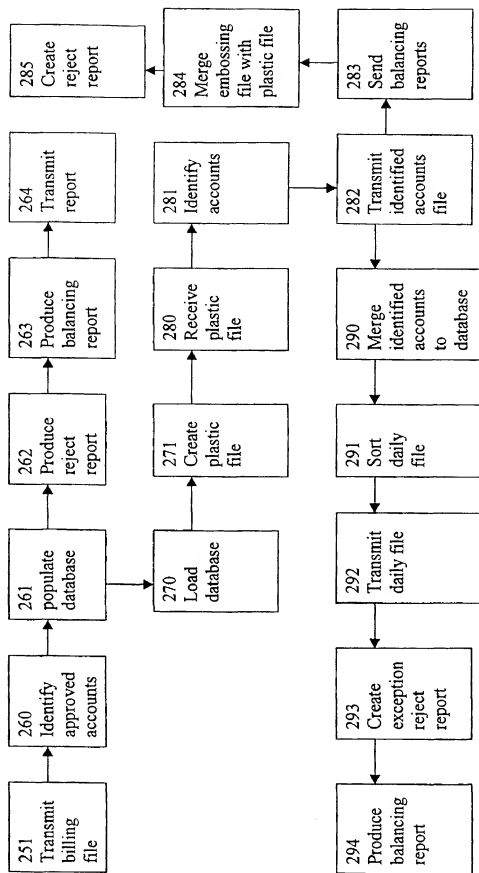 251
Transmit
billing
file
260
Identify
approved
accounts
261
populate
database
262
Produce
reject report
263
Produce
balancing
report
264
Transmit
report
270
Load
database
271
Create
plastic
file
280
Receive
plastic file
281
Identify
accounts
282
Transmit
identified
accounts
file
283
Send
balancing
reports
284
Merge
embossing
file with
plastic file
285
Create
reject report
290
Merge
identified
accounts
to
database
291
Sort
daily
file
292
Transmit
daily file
293
Create
exception
reject
report
294
Produce
balancing
report